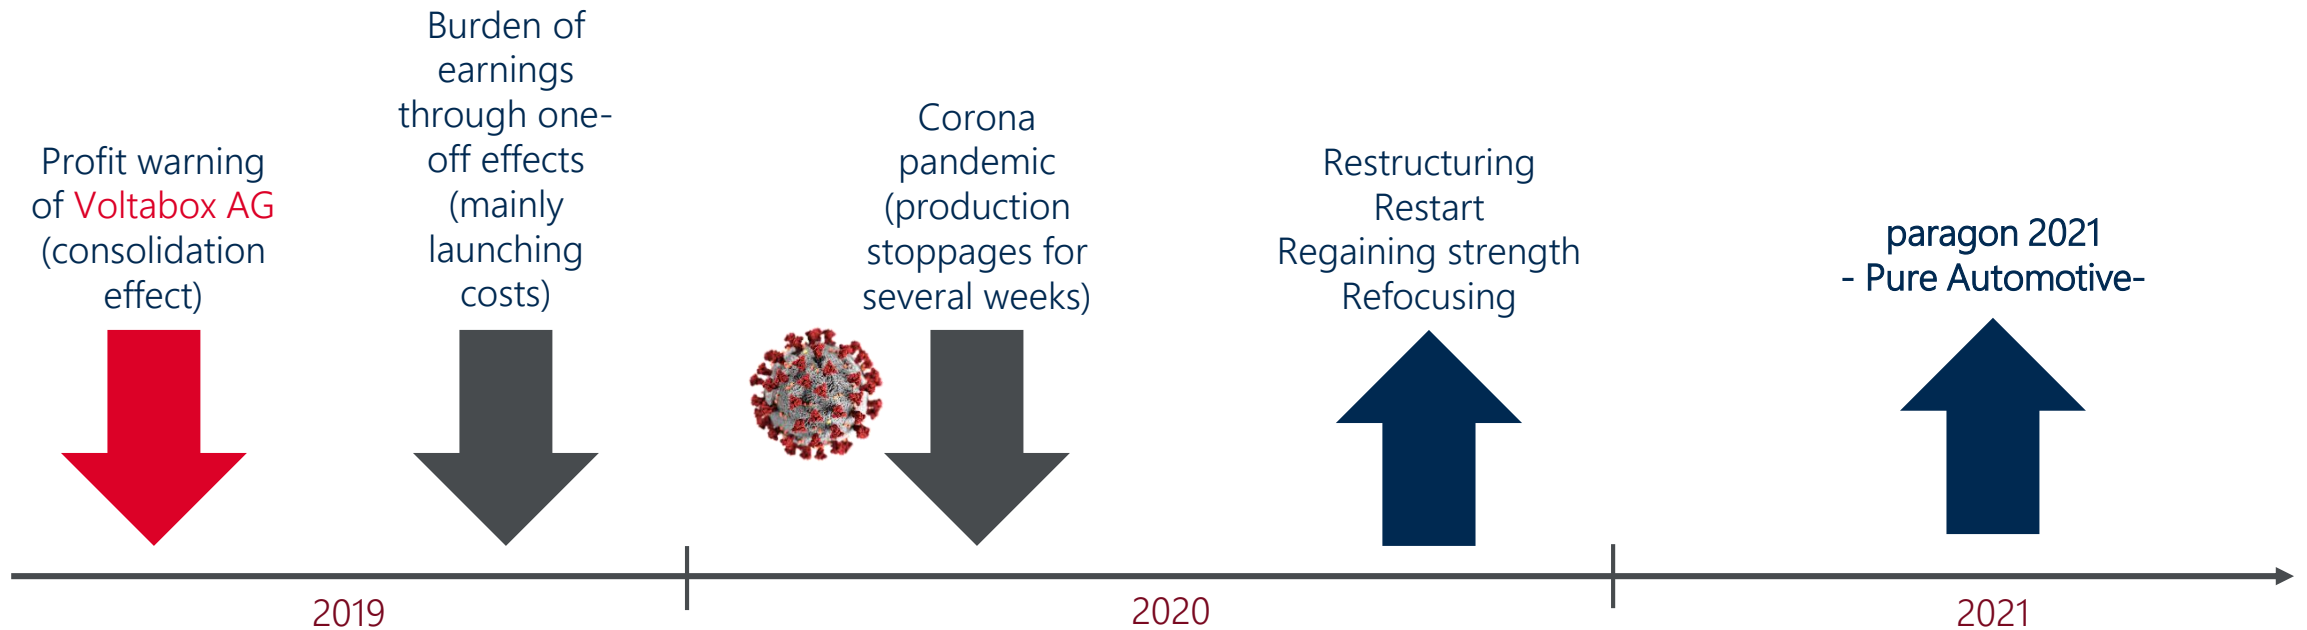 Profit warning
of Voltabox AG
(consolidation
effect)
Burden of
earnings
through one-
off effects
(mainly
launching
costs)
Corona
pandemic
(production
stoppages for
several weeks)
Restructuring
Restart
Regaining strength
Refocusing
paragon 2021
- Pure Automotive-
2019
2020
2021